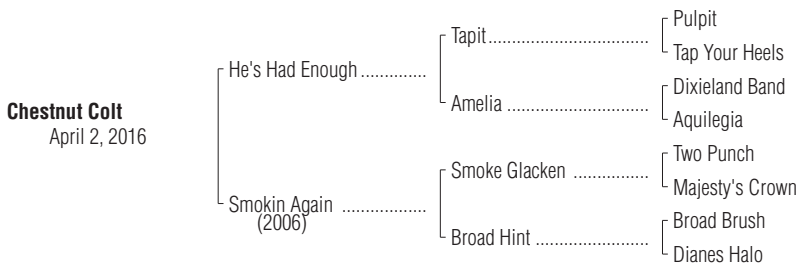 Chestnut Colt
April 2, 2016
He's Had Enough ..............
Smokin Again ..................
(2006)
Tapit..................................
Amelia ..............................
Smoke Glacken ................
Broad Hint ........................
Pulpit
Tap Your Heels
Dixieland Band
Aquilegia
Two Punch
Majesty's Crown
Broad Brush
Dianes Halo